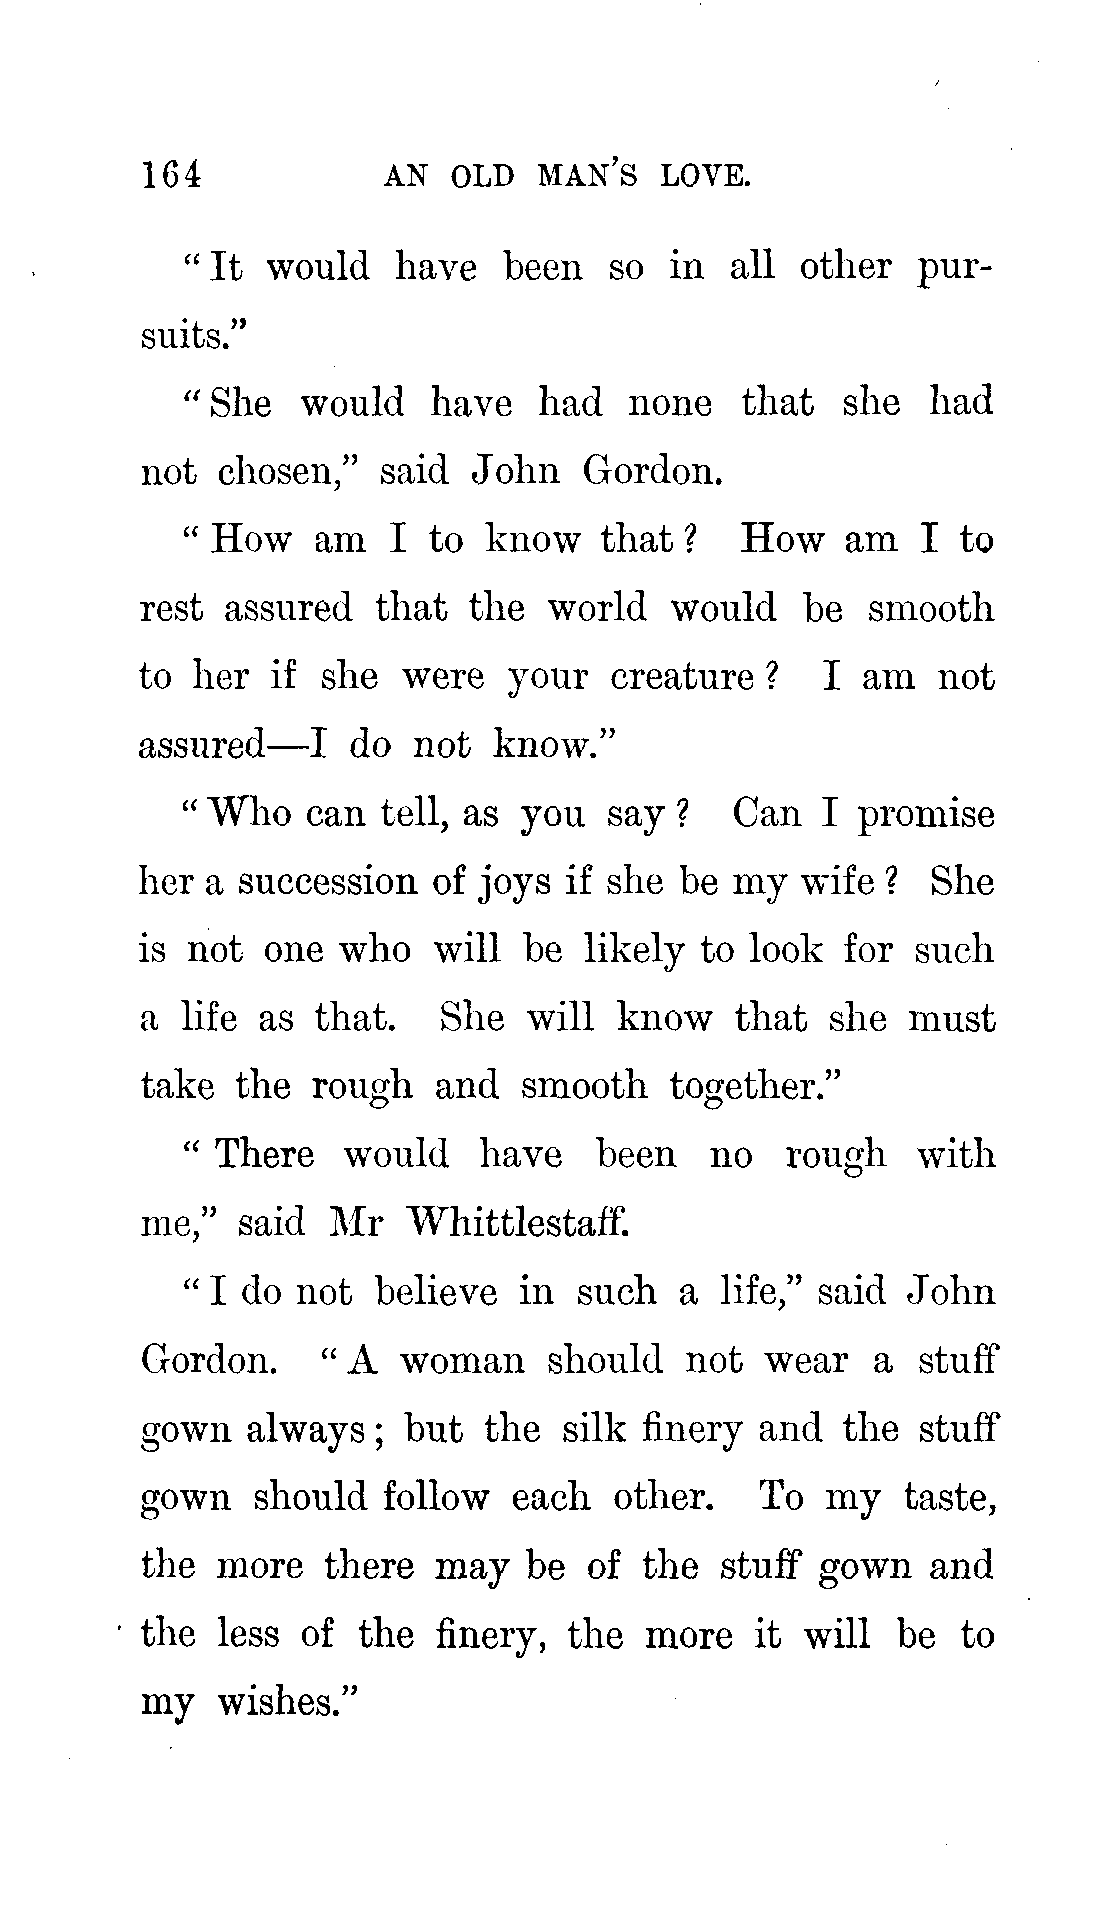 164 AN OLD MAN'S LOVE.
“It would have been so in all other pur-
suits.”
“She would have had none that she had
not chosen,” said John Gordon.
“How am I to know that? How am I to
rest assured that the world would be smooth
to her if she were your creature? I am not
assured—I do not know.”
“Who can tell, as you say? Can I promise
her a succession of joys if she be my wife? She
is not one who will be likely to look for such
a life as that. She will know that she must
take the rough and smooth together.”
“There would have been no rough with
me,” said Mr Whittlestaff.
“I do not believe in such a life,” said John
Gordon. “A woman should not wear a stuff
gown always; but the silk finery and the stuff
gown should follow each other. To my taste,
the more there may be of the stuff gown and
the less of the finery, the more it will be to
my wishes.”